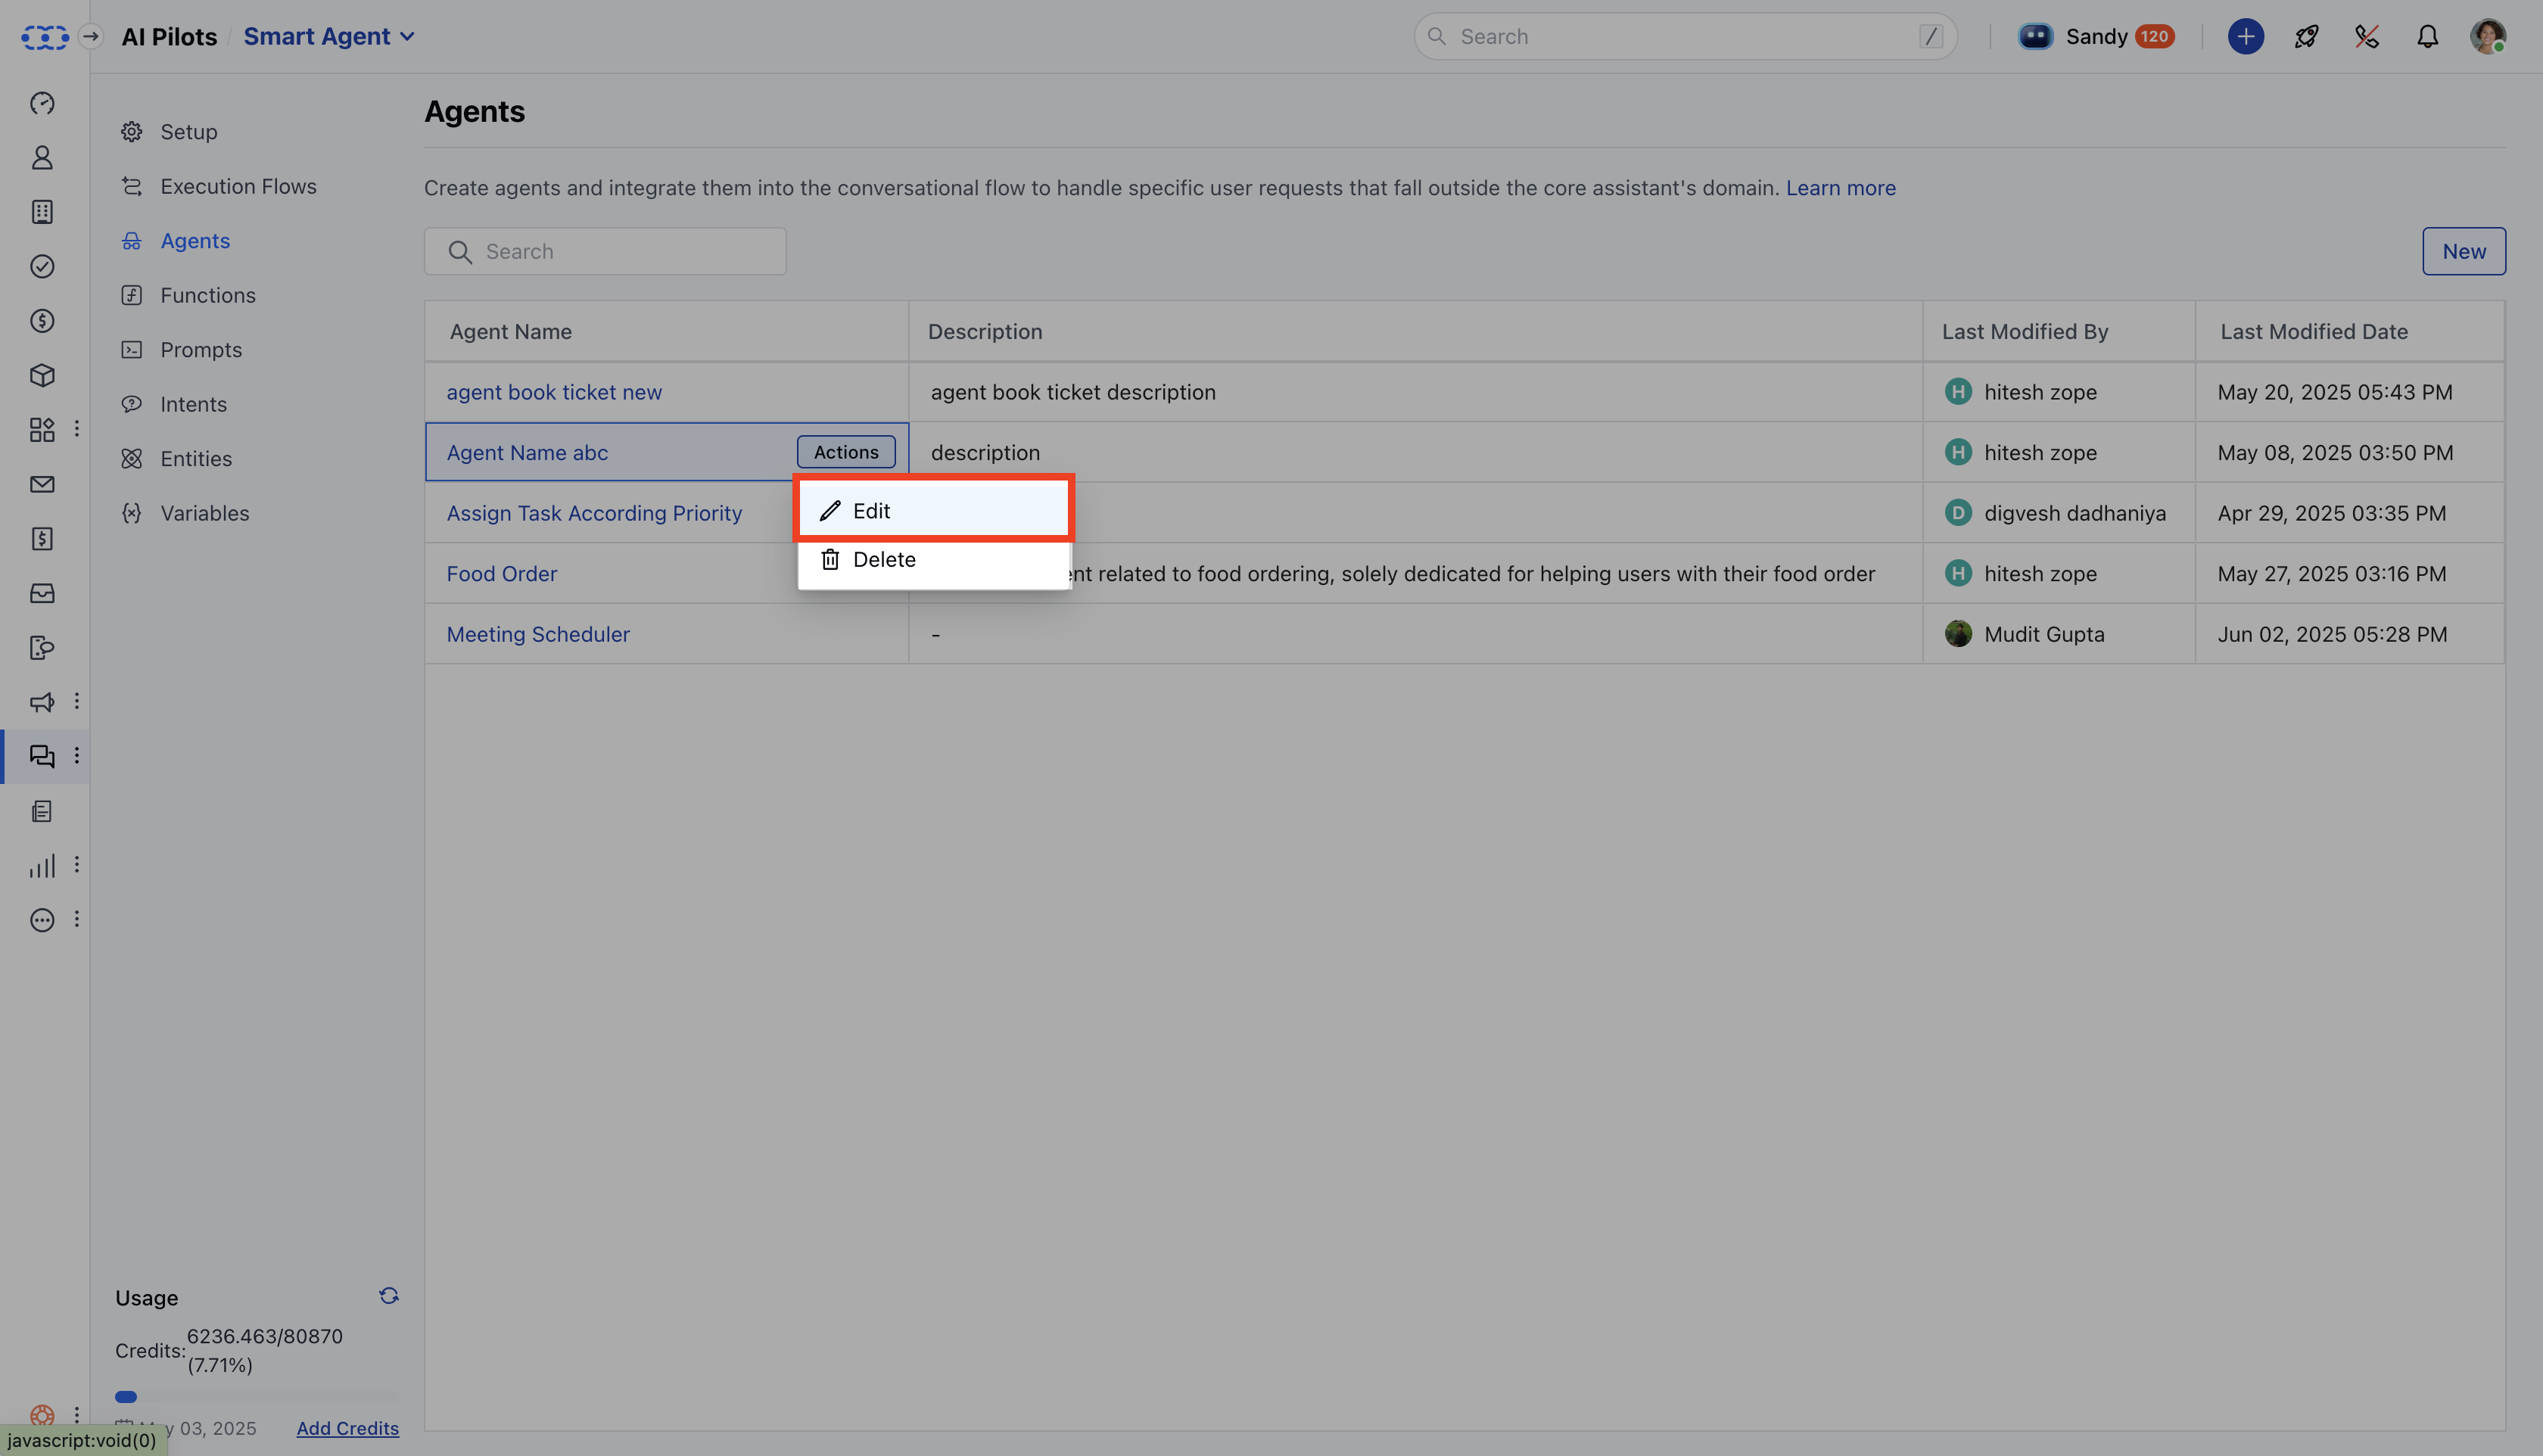 AI Pilots / Smart Agent
Search /
Sandy 120
Setup
Execution Flows
Agents
Functions
Prompts
Intents
Entities
Variables
Agents
Create agents and integrate them into the conversational flow to handle specific user requests that fall outside the core assistant's domain. Learn more
Search
New
Agent Name Description Last Modified By Last Modified Date
agent book ticket new agent book ticket description H hitesh zope May 20, 2025 05:43 PM
Agent Name abc Actions description H hitesh zope May 08, 2025 03:50 PM
Edit
Assign Task According Priority D digvesh dadhaniya Apr 29, 2025 03:35 PM
Delete
Food Order nt related to food ordering, solely dedicated for helping users with their food order H hitesh zope May 27, 2025 03:16 PM
Meeting Scheduler - Mudit Gupta Jun 02, 2025 05:28 PM
Usage
Credits: 6236.463/80870
(7.71%)
03, 2025 Add Credits
javascript:void(0)